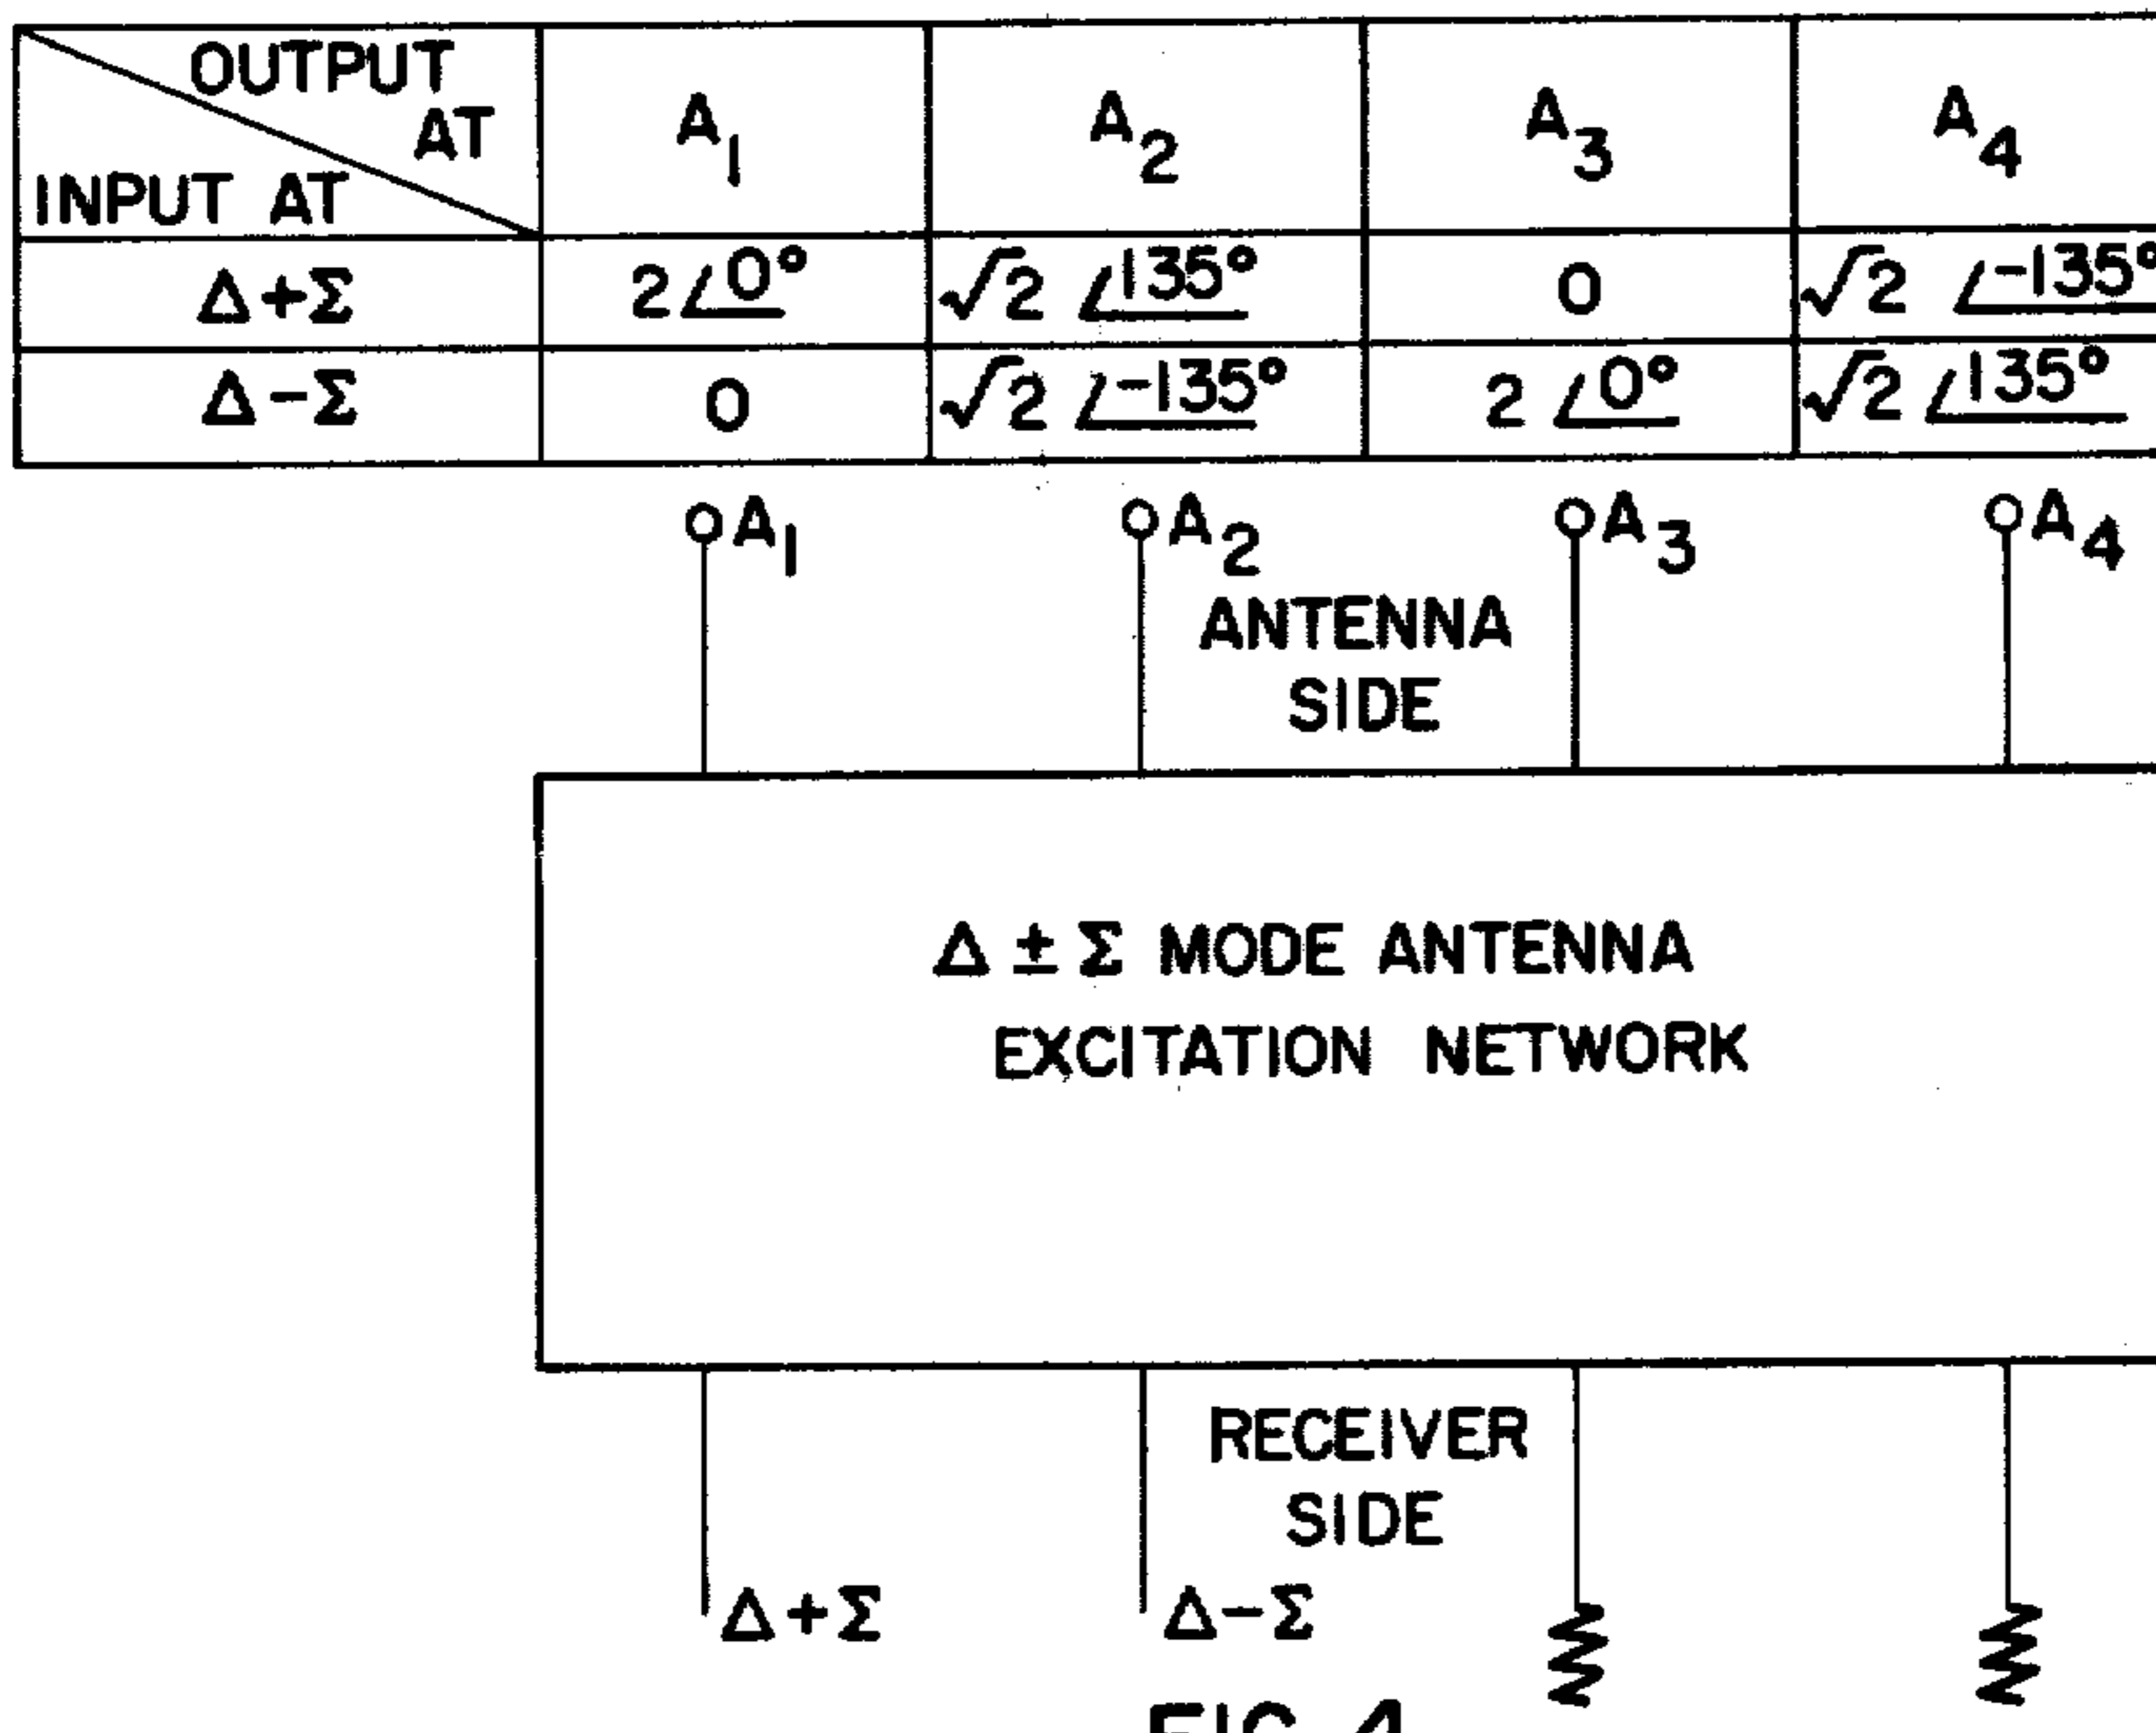 OUTPUT
AT
INPUT AT
A1 A2 A3 A4
Δ+Σ 2∠0° √2 ∠135° 0 √2 ∠-135°
Δ-Σ 0 √2 ∠-135° 2 ∠0° √2 ∠135°
A1 A2 A3 A4
ANTENNA
SIDE
Δ ± Σ MODE ANTENNA
EXCITATION NETWORK
RECEIVER
SIDE
Δ+Σ Δ-Σ